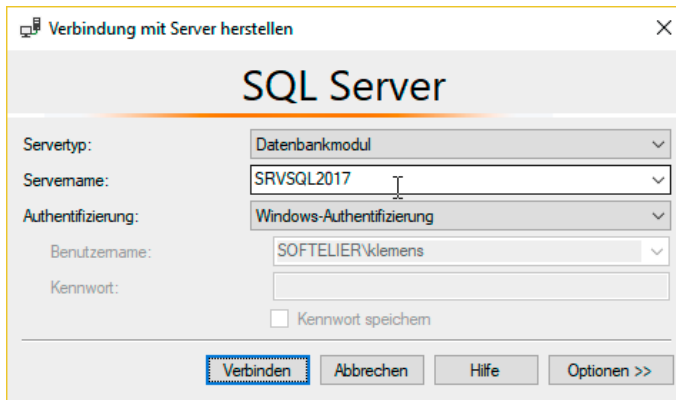 Verbindung mit Server herstellen
SQL Server
Servertyp: Datenbankmodul
Servername: SRVSQL2017
Authentifizierung: Windows-Authentifizierung
Benutzername: SOFTELIER\klemens
Kennwort:
Kennwort speichern
Verbinden Abbrechen Hilfe Optionen >>